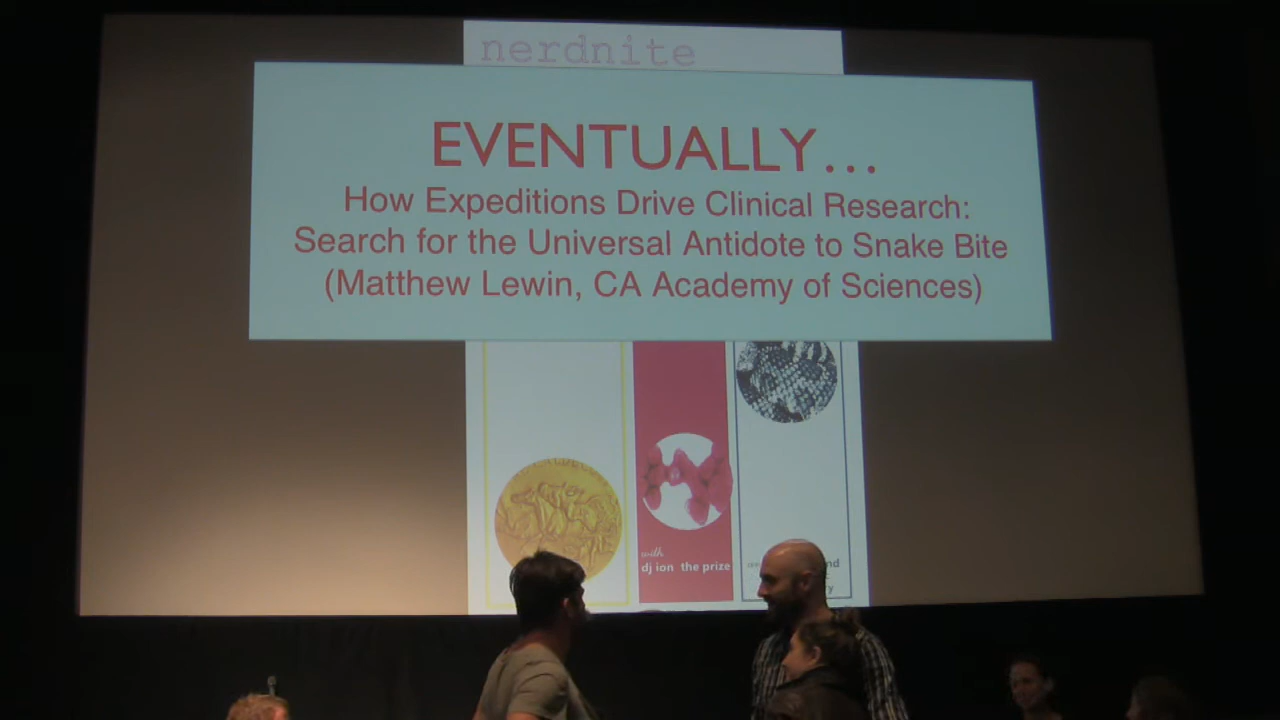 nerdnite
EVENTUALLY...
How Expeditions Drive Clinical Research:
Search for the Universal Antidote to Snake Bite
(Matthew Lewin, CA Academy of Sciences)
with
dj ion the prize